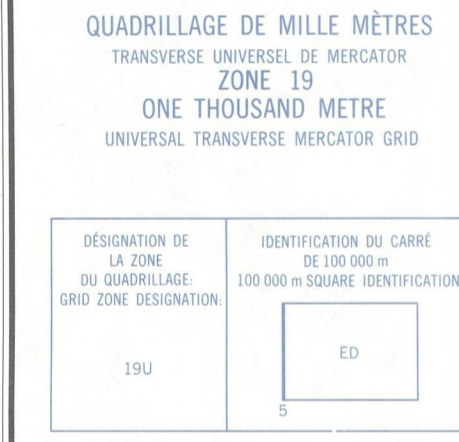 QUADRILLAGE DE MILLE MÈTRES
TRANSVERSE UNIVERSEL DE MERCATOR
ZONE 19
ONE THOUSAND METRE
UNIVERSAL TRANSVERSE MERCATOR GRID
DÉSIGNATION DE
LA ZONE
DU QUADRILLAGE:
GRID ZONE DESIGNATION:
19U
IDENTIFICATION DU CARRÉ
DE 100 000 m
100 000 m SQUARE IDENTIFICATION
ED
5